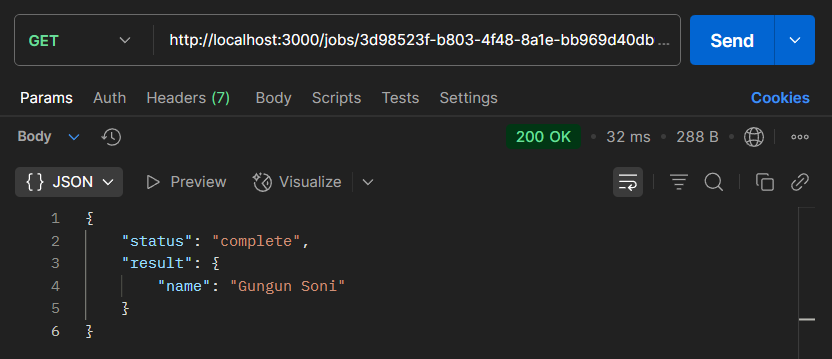 GET http://localhost:3000/jobs/3d98523f-b803-4f48-8a1e-bb969d40db ... Send
Params Auth Headers (7) Body Scripts Tests Settings Cookies
Body 200 OK • 32 ms • 288 B •
{} JSON Preview Visualize
1 {
2 "status": "complete",
3 "result": {
4 "name": "Gungun Soni"
5 }
6 }